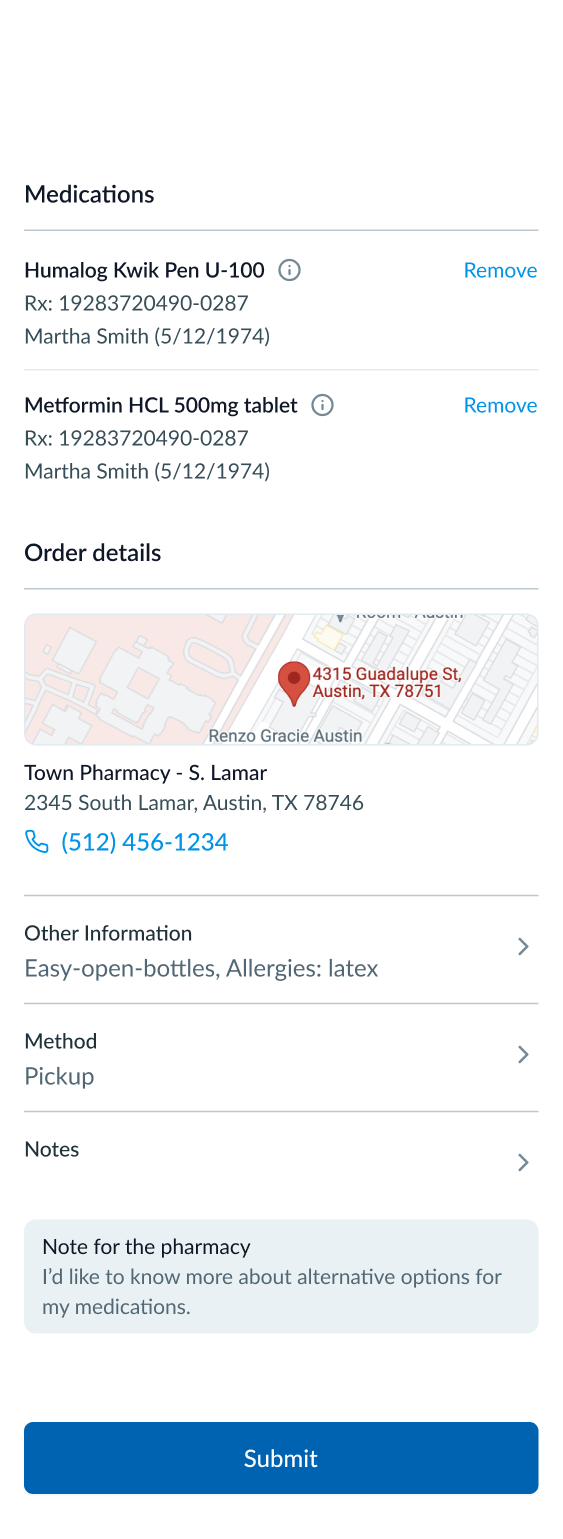 Medications
Humalog Kwik Pen U-100
Remove
Rx: 19283720490-0287
Martha Smith (5/12/1974)
Metformin HCL 500mg tablet
Remove
Rx: 19283720490-0287
Martha Smith (5/12/1974)
Order details
Room - Austin
4315 Guadalupe St,
Austin, TX 78751
Renzo Gracie Austin
Town Pharmacy - S. Lamar
2345 South Lamar, Austin, TX 78746
(512) 456-1234
Other Information
Easy-open-bottles, Allergies: latex
Method
Pickup
Notes
Note for the pharmacy
I’d like to know more about alternative options for
my medications.
Submit